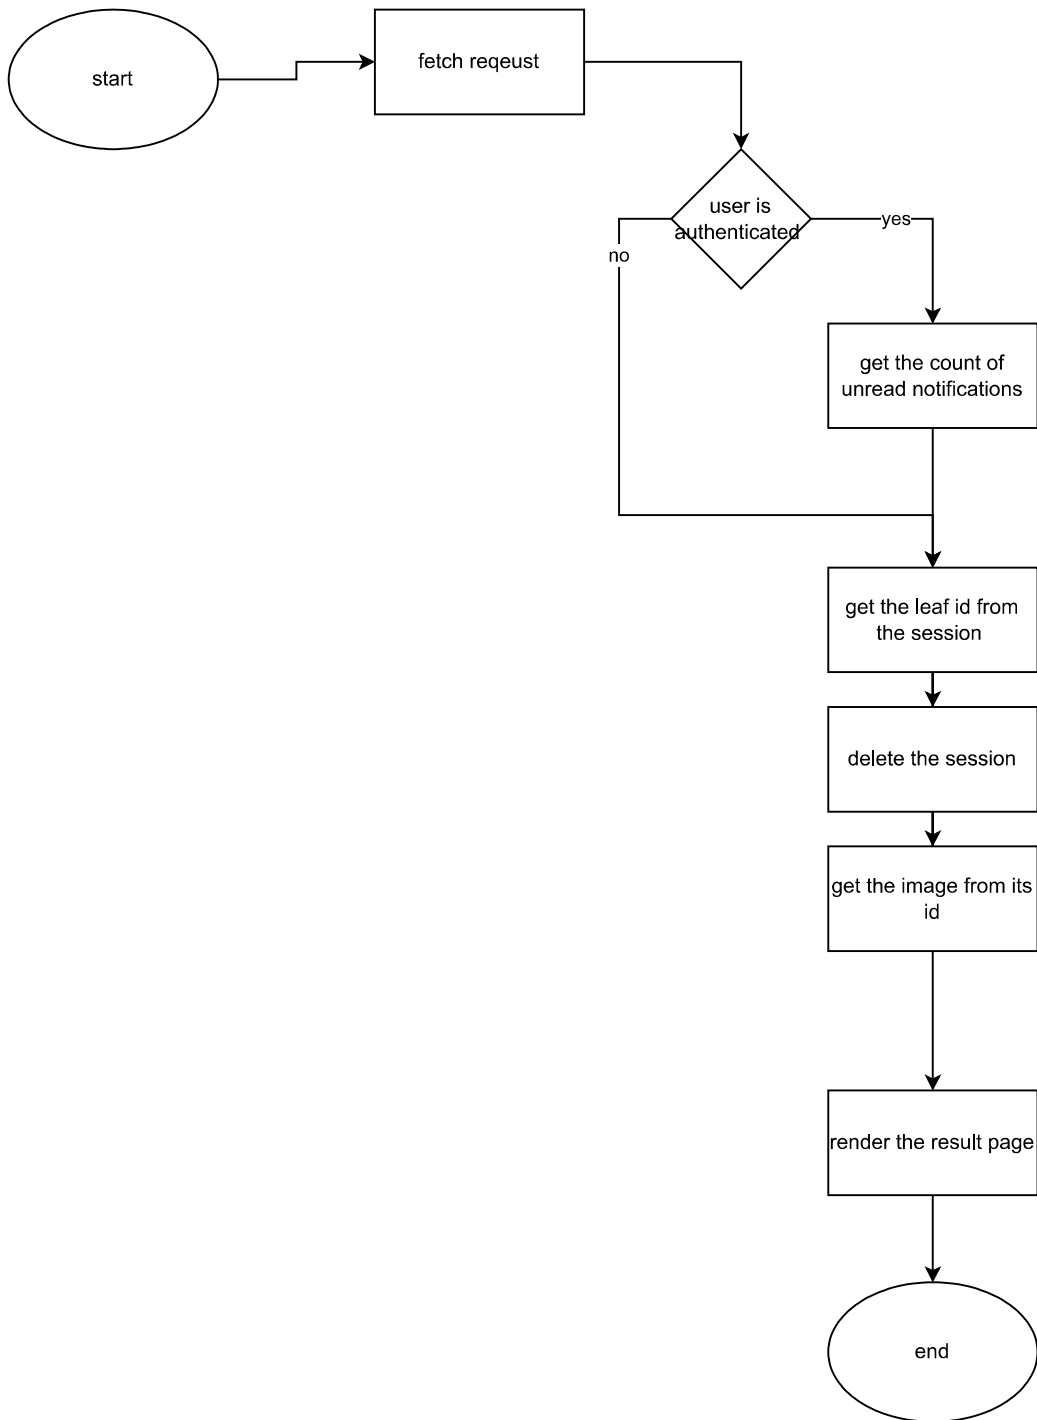 start
fetch reqeust
user is
authenticated
yes
no
get the count of
unread notifications
get the leaf id from
the session
delete the session
get the image from its
id
render the result page
end